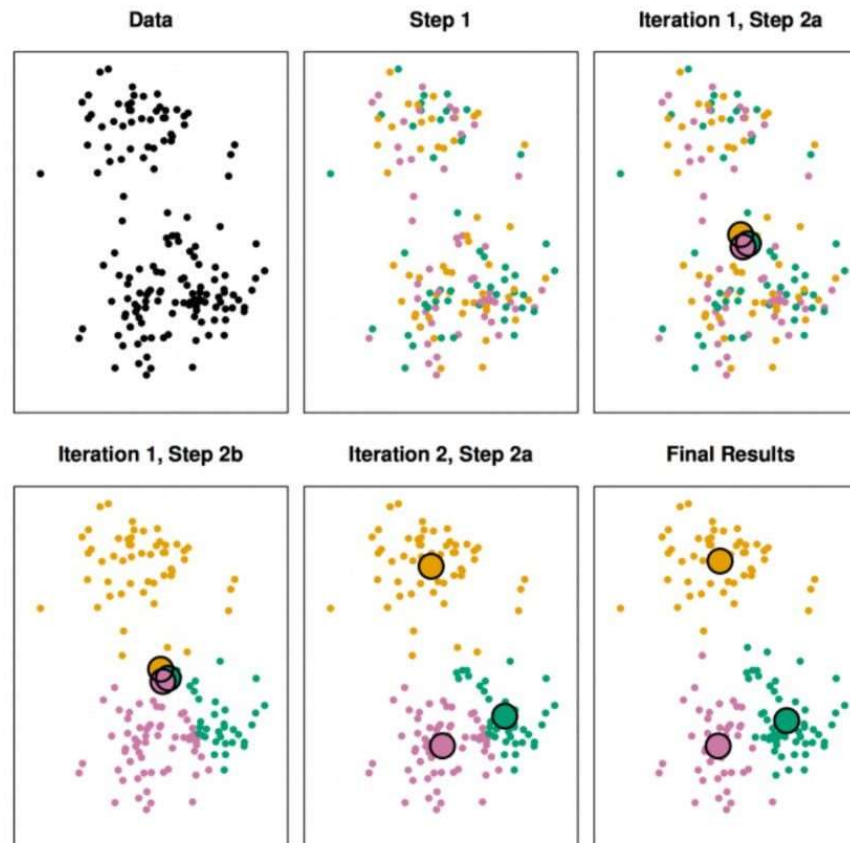 Data
Step 1
Iteration 1, Step 2a
Iteration 1, Step 2b
Iteration 2, Step 2a
Final Results